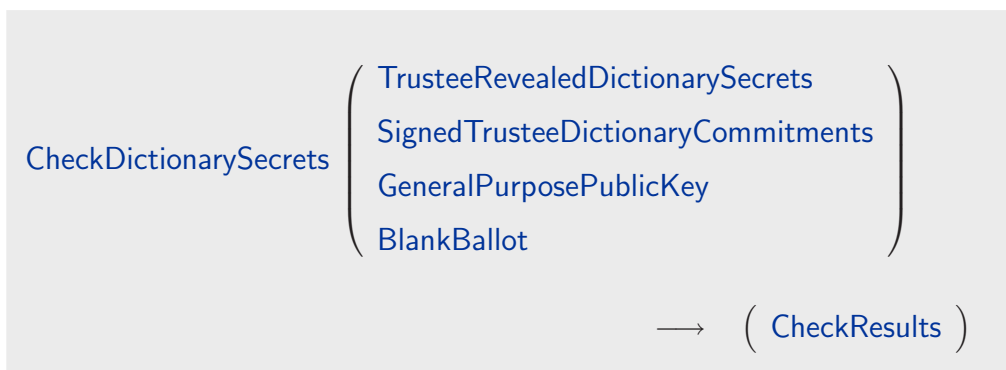 TrusteeRevealedDictionarySecrets
SignedTrusteeDictionaryCommitments
CheckDictionarySecrets
GeneralPurposePublicKey
BlankBallot
⟶ ( CheckResults )